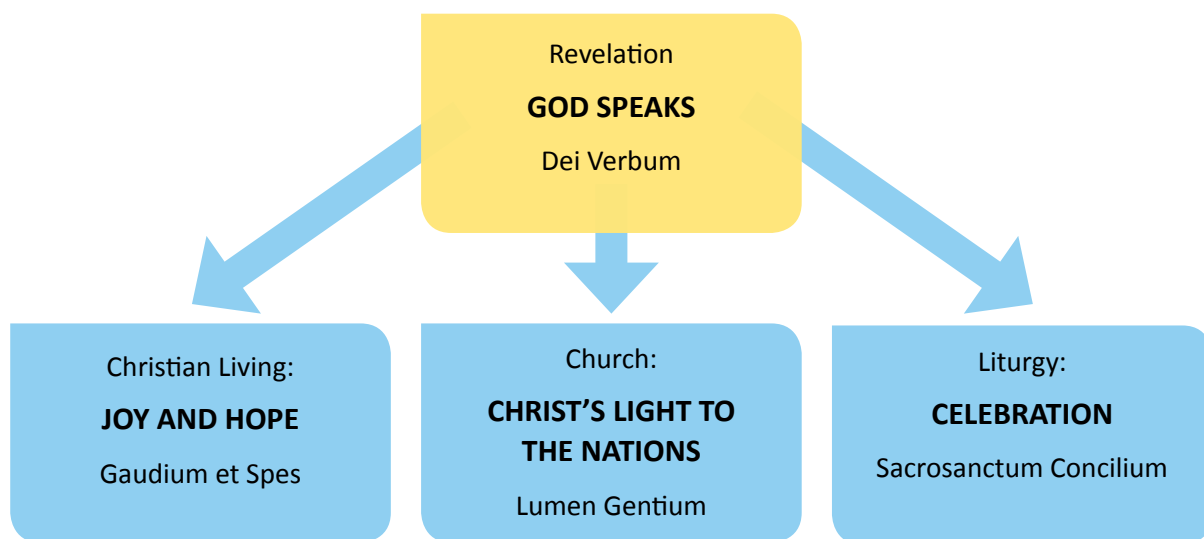 Revelation
GOD SPEAKS
Dei Verbum
Christian Living:
JOY AND HOPE
Gaudium et Spes
Church:
CHRIST’S LIGHT TO
THE NATIONS
Lumen Gentium
Liturgy:
CELEBRATION
Sacrosanctum Concilium